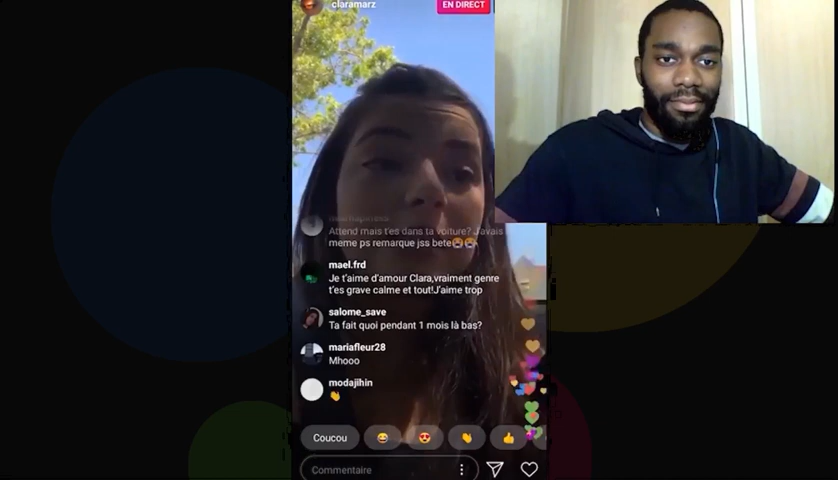 claramarz
EN DIRECT
Attend mais t'es dans ta voiture? J'avais
meme ps remarque jss bete😭😭
mael.frd
Je t'aime d'amour Clara,vraiment genre
t'es grave calme et tout!J'aime trop
salome_save
Ta fait quoi pendant 1 mois là bas?
mariafleur28
Mhooo
modajihin
👋
Coucou 😂 😍 👏 👍
Commentaire